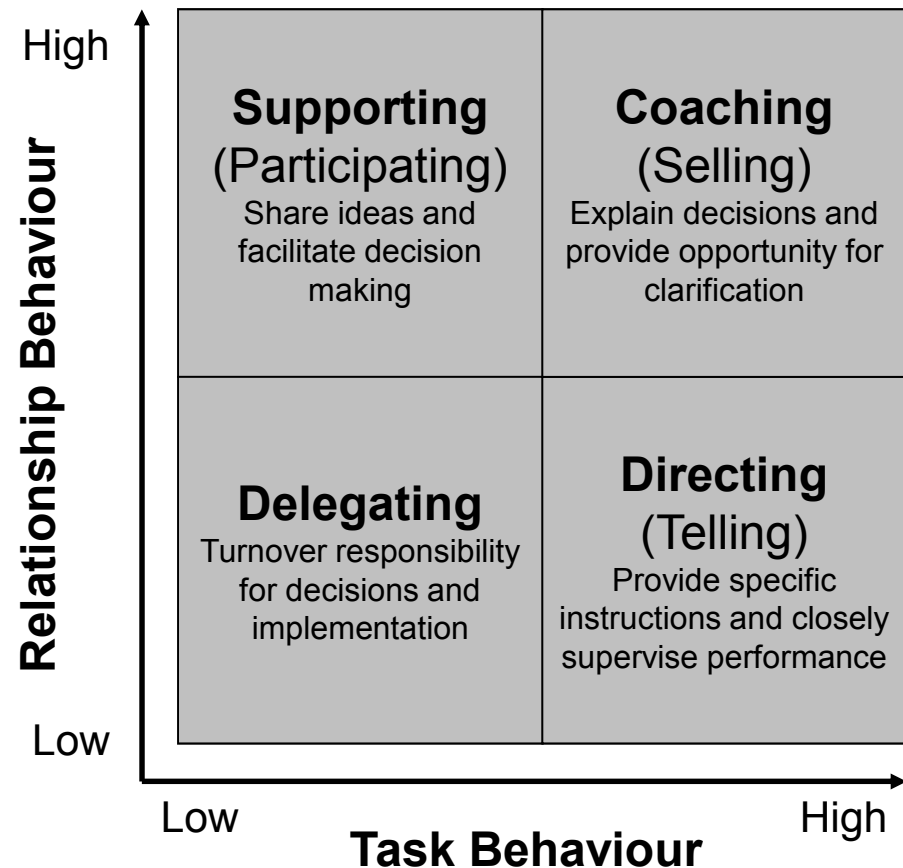 High
Relationship Behaviour
Low
Supporting
(Participating)
Share ideas and
facilitate decision
making
Coaching
(Selling)
Explain decisions and
provide opportunity for
clarification
Delegating
Turnover responsibility
for decisions and
implementation
Directing
(Telling)
Provide specific
instructions and closely
supervise performance
Low
High
Task Behaviour